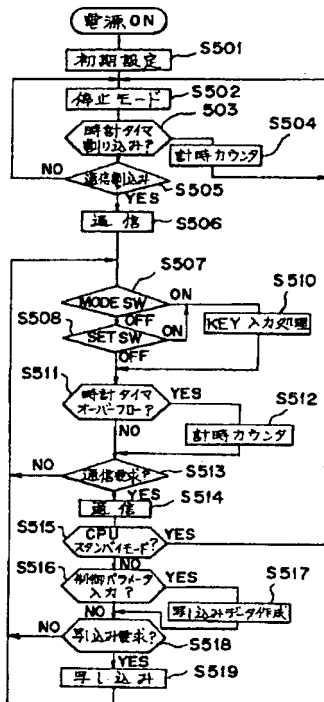 電源ON
S501
初期設定
S502
停止モード
503
時計タイマ
割り込み?
S504
計時カウンタ
NO
通信割込み
S505
YES
S506
通信
S507
MODE SW
ON
S510
OFF
S508
SET SW
ON
KEY入力処理
OFF
S511
時計タイマ
オーバーフロー?
YES
S512
NO
計時カウンタ
NO
通信要求?
S513
YES
S514
通信
S515
CPU
スタンバイモード?
YES
NO
S516
制御パラメータ
入力?
YES
S517
NO
写し込みデータ作成
NO
写し込み要求?
S518
YES
S519
写し込み